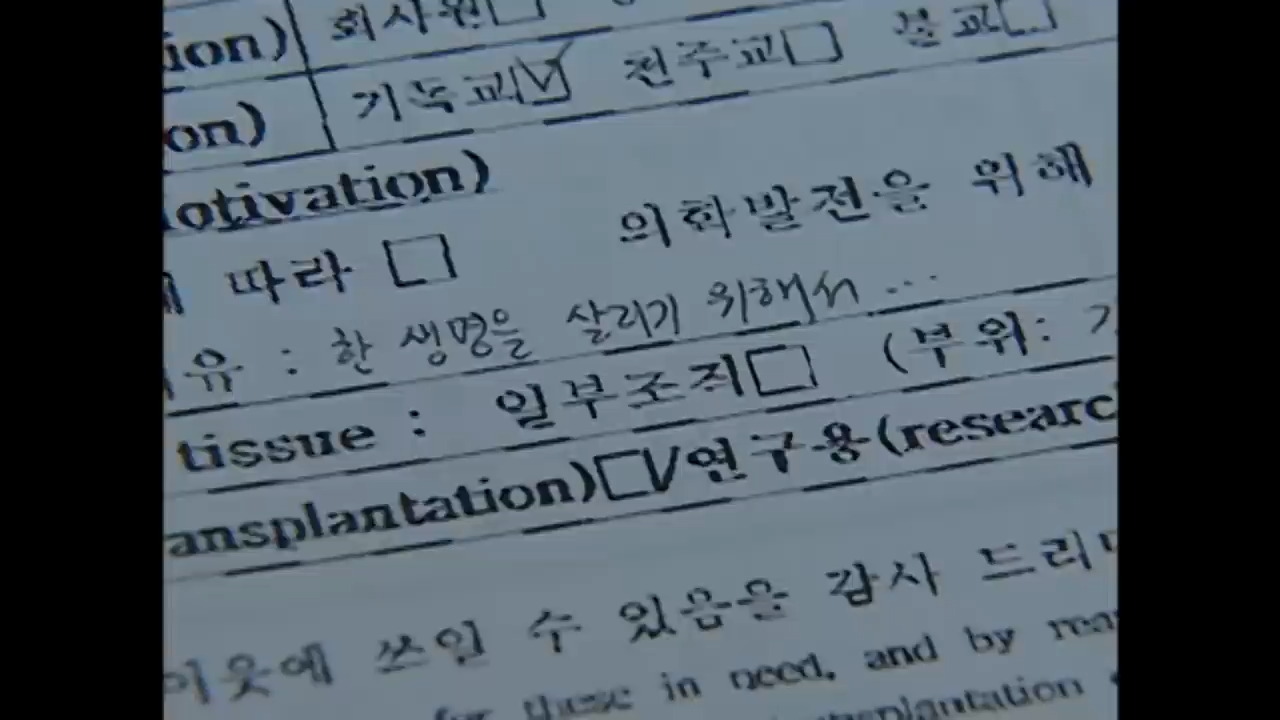 ion) 회사원□
on) 기독교☑ 천주교□ 불교□
otivation)
따라 □ 의학발전을 위해
유 : 한 생명을 살리기 위해서 ...
tissue : 일부조직□ (부위:
ansplantation)□/연구용(researc
이웃에 쓰일 수 있음을 감사 드리
for those in need, and by
ansplantation